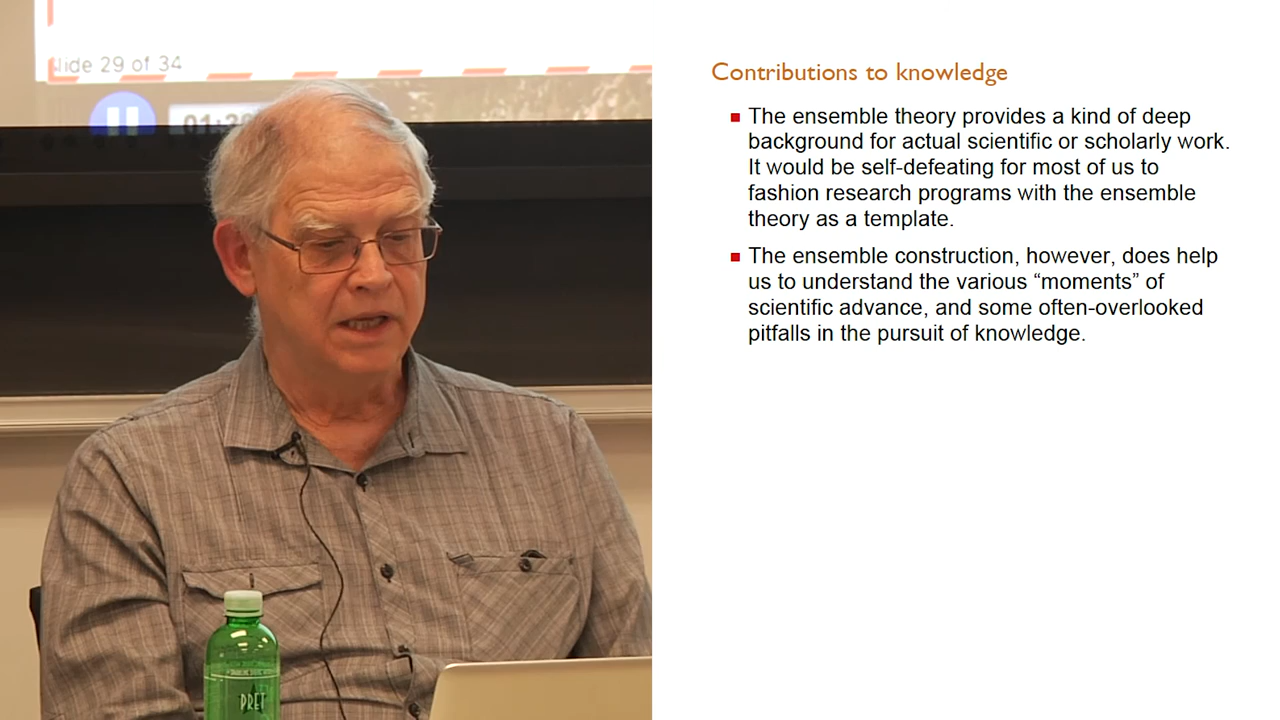 Slide 29 of 34
PRET
Contributions to knowledge
The ensemble theory provides a kind of deep
background for actual scientific or scholarly work.
It would be self-defeating for most of us to
fashion research programs with the ensemble
theory as a template.
The ensemble construction, however, does help
us to understand the various “moments” of
scientific advance, and some often-overlooked
pitfalls in the pursuit of knowledge.